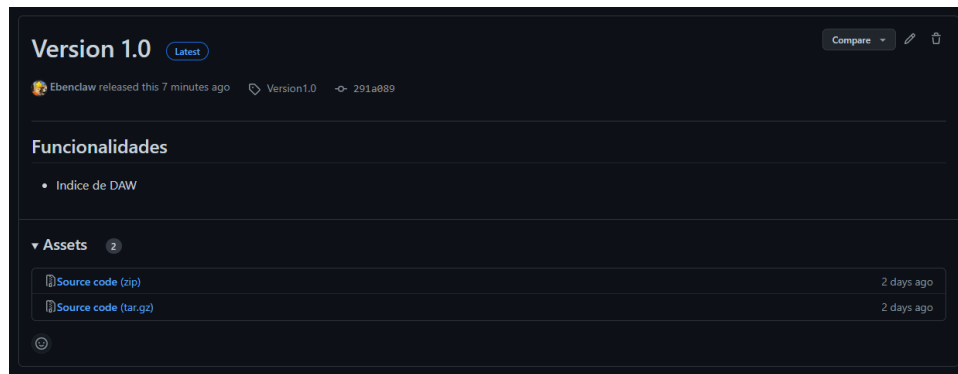 Version 1.0 Latest Compare
Ebenclaw released this 7 minutes ago Version1.0 291a089
Funcionalidades
• Indice de DAW
Assets 2
Source code (zip) 2 days ago
Source code (tar.gz) 2 days ago